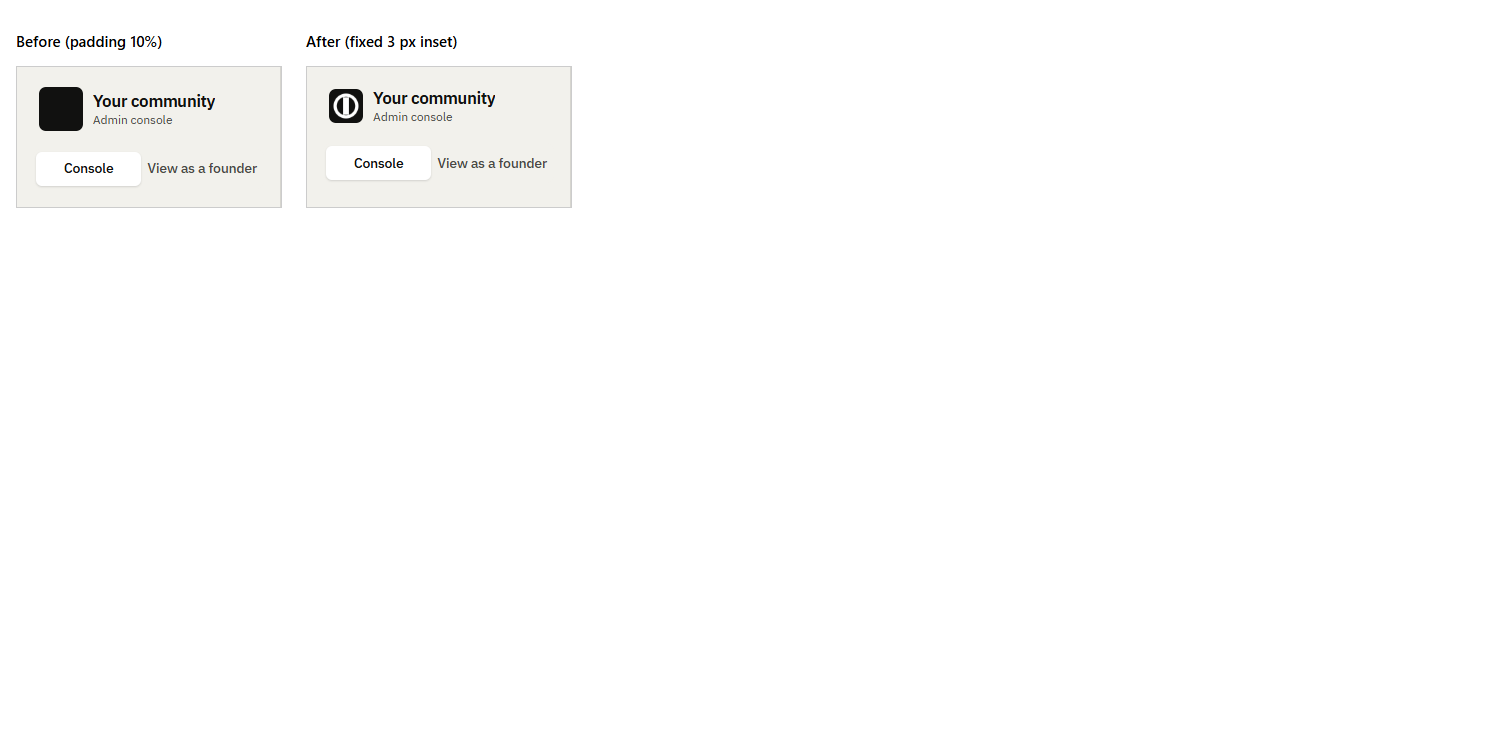 Before (padding 10%)
Your community
Admin console
Console
View as a founder
After (fixed 3 px inset)
Your community
Admin console
Console
View as a founder